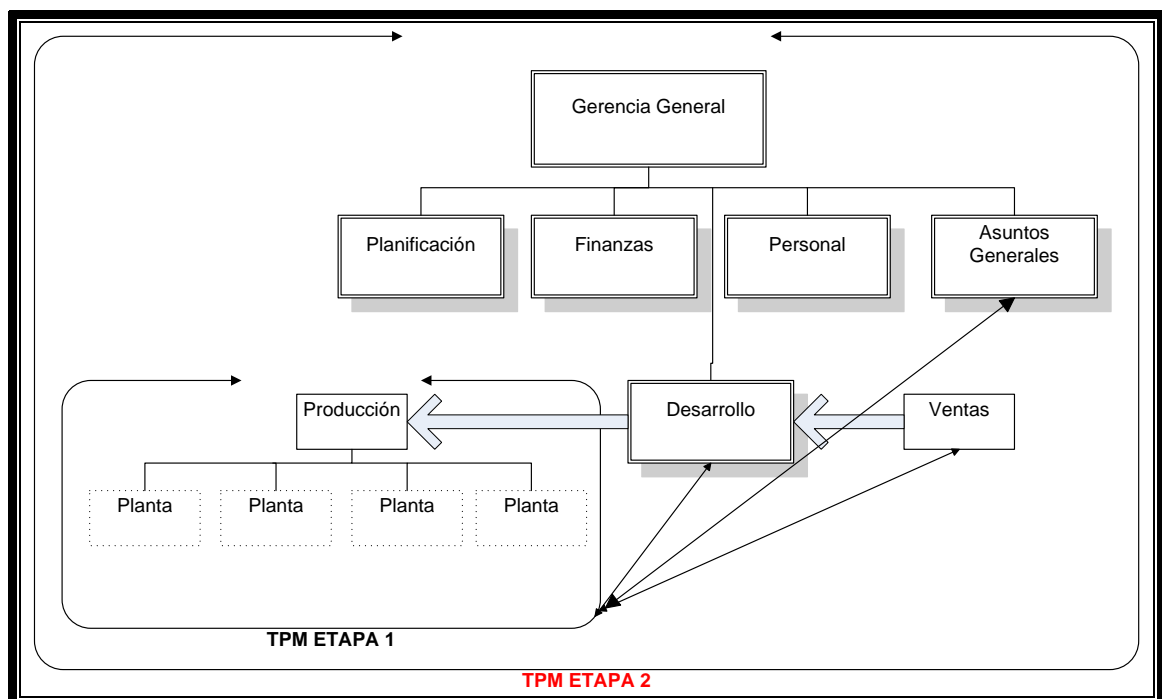 Gerencia General
Planificación
Finanzas
Personal
Asuntos
Generales
Producción
Desarrollo
Ventas
Planta
Planta
Planta
Planta
TPM ETAPA 1
TPM ETAPA 2